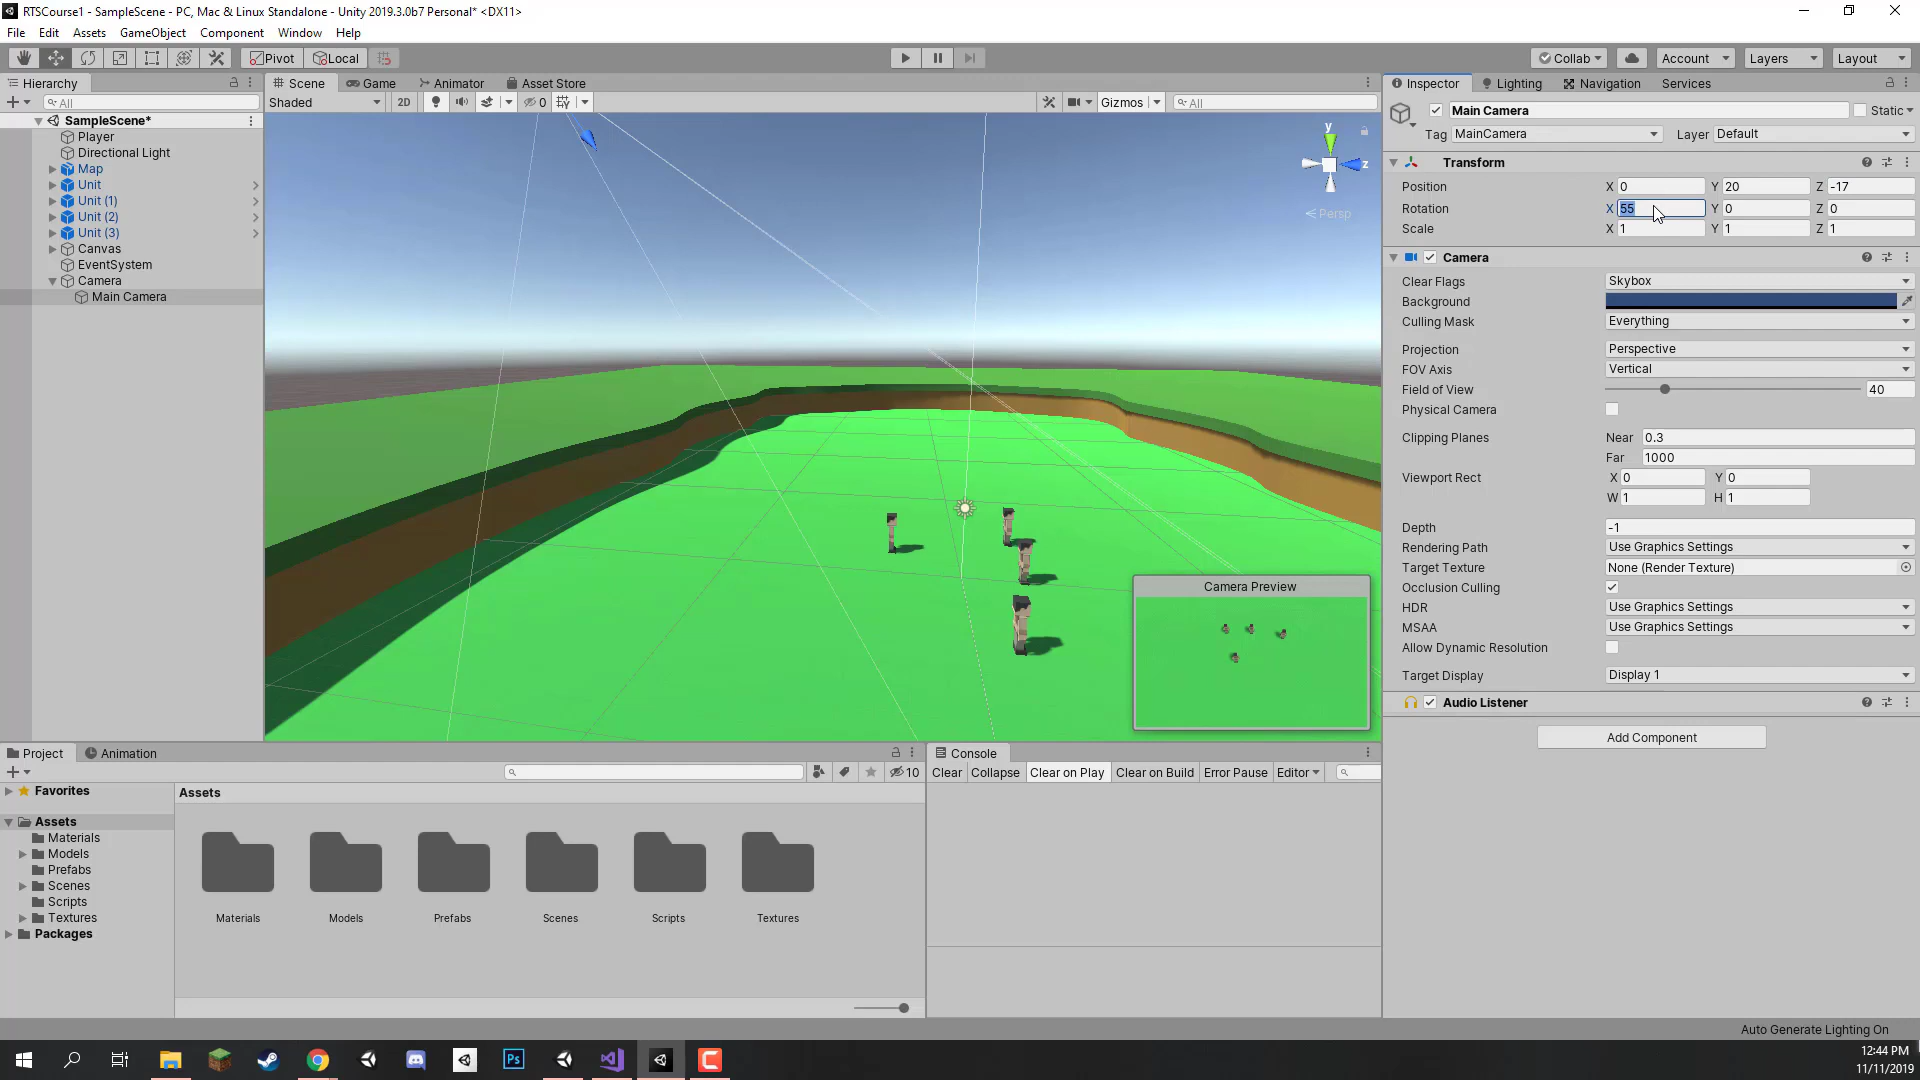 RTSCourse1 - SampleScene - PC, Mac & Linux Standalone - Unity 2019.3.0b7 Personal* <DX11>
File Edit Assets GameObject Component Window Help
Pivot Local Collab Account Layers Layout
Hierarchy
All
SampleScene*
Player
Directional Light
Map
Unit
Unit (1)
Unit (2)
Unit (3)
Canvas
EventSystem
Camera
Main Camera
Scene Game Animator Asset Store
Shaded 2D 0 Gizmos All
y
z
Persp
Camera Preview
Inspector Lighting Navigation Services
Main Camera Static
Tag MainCamera Layer Default
Transform
Position X 0 Y 20 Z -17
Rotation X 55 Y 0 Z 0
Scale X 1 Y 1 Z 1
Camera
Clear Flags Skybox
Background
Culling Mask Everything
Projection Perspective
FOV Axis Vertical
Field of View 40
Physical Camera
Clipping Planes Near 0.3
Far 1000
Viewport Rect X 0 Y 0
W 1 H 1
Depth -1
Rendering Path Use Graphics Settings
Target Texture None (Render Texture)
Occlusion Culling
HDR Use Graphics Settings
MSAA Use Graphics Settings
Allow Dynamic Resolution
Target Display Display 1
Audio Listener
Add Component
Project Animation
10
Favorites
Assets
Materials
Models
Prefabs
Scenes
Scripts
Textures
Packages
Assets
Materials Models Prefabs Scenes Scripts Textures
Console
Clear Collapse Clear on Play Clear on Build Error Pause Editor
Auto Generate Lighting On
Ps
12:44 PM
11/11/2019